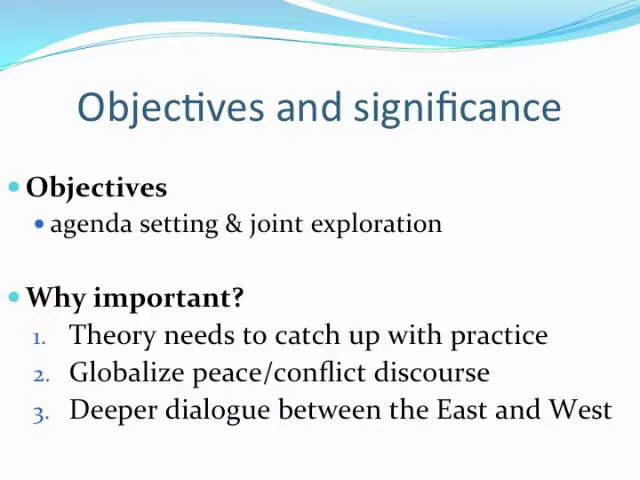 Objectives and significance
Objectives
agenda setting & joint exploration
Why important?
1. Theory needs to catch up with practice
2. Globalize peace/conflict discourse
3. Deeper dialogue between the East and West